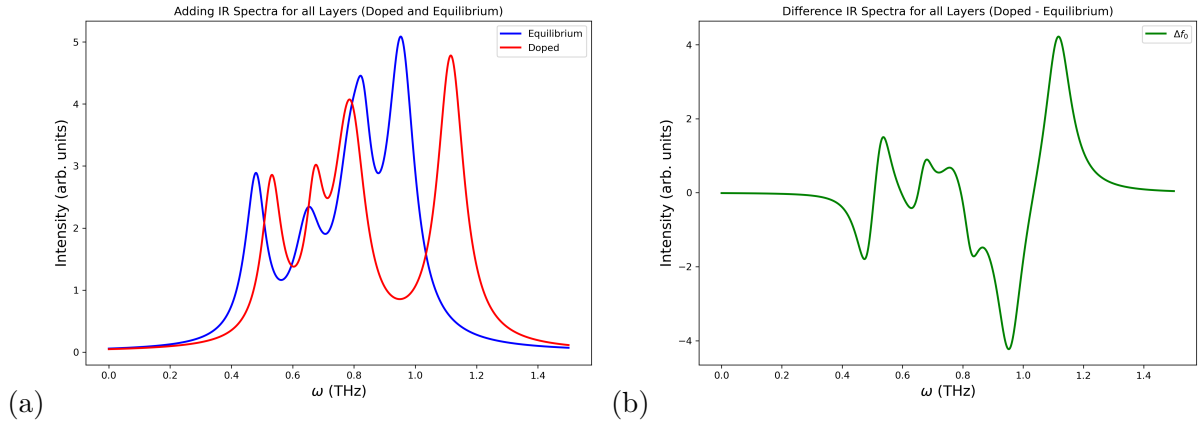 Adding IR Spectra for all Layers (Doped and Equilibrium)
Equilibrium
Doped
Intensity (arb. units)
5
4
3
2
1
0
0.0 0.2 0.4 0.6 0.8 1.0 1.2 1.4
ω (THz)
(a)
Difference IR Spectra for all Layers (Doped - Equilibrium)
Δf₀
Intensity (arb. units)
4
2
0
−2
−4
0.0 0.2 0.4 0.6 0.8 1.0 1.2 1.4
ω (THz)
(b)